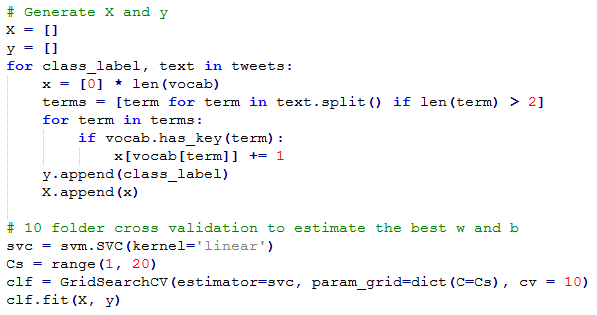 # Generate X and y
X = []
y = []
for class_label, text in tweets:
    x = [0] * len(vocab)
    terms = [term for term in text.split() if len(term) > 2]
    for term in terms:
        if vocab.has_key(term):
            x[vocab[term]] += 1
    y.append(class_label)
    X.append(x)

# 10 folder cross validation to estimate the best w and b
svc = svm.SVC(kernel='linear')
Cs = range(1, 20)
clf = GridSearchCV(estimator=svc, param_grid=dict(C=Cs), cv = 10)
clf.fit(X, y)